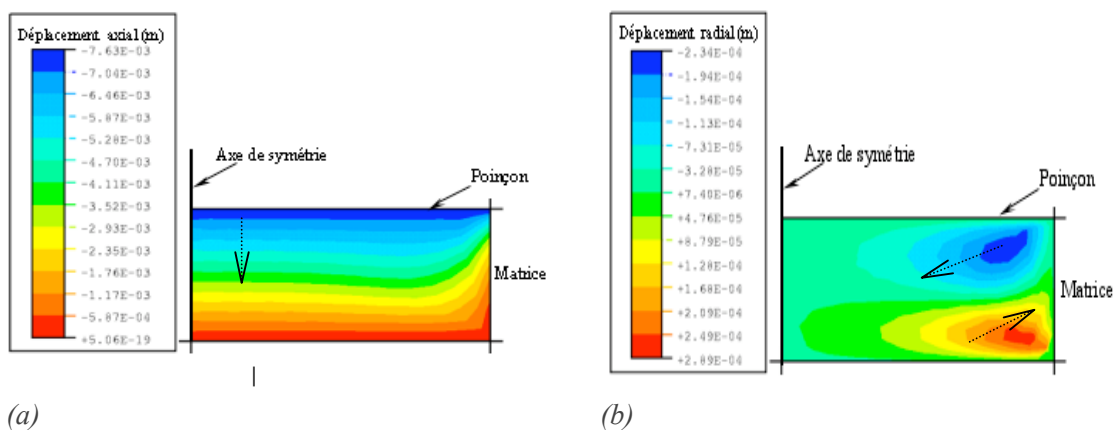 Déplacement axial(m)
-7.63E-03
-7.04E-03
-6.46E-03
-5.87E-03
-5.28E-03
-4.70E-03
-4.11E-03
-3.52E-03
-2.93E-03
-2.35E-03
-1.76E-03
-1.17E-03
-5.87E-04
+5.06E-19
Axe de symétrie
Poinçon
Matrice
(a)
Déplacement radial(m)
-2.34E-04
-1.94E-04
-1.54E-04
-1.13E-04
-7.31E-05
-3.28E-05
+7.40E-06
+4.76E-05
+8.79E-05
+1.28E-04
+1.68E-04
+2.09E-04
+2.49E-04
+2.89E-04
Axe de symétrie
Poinçon
Matrice
(b)